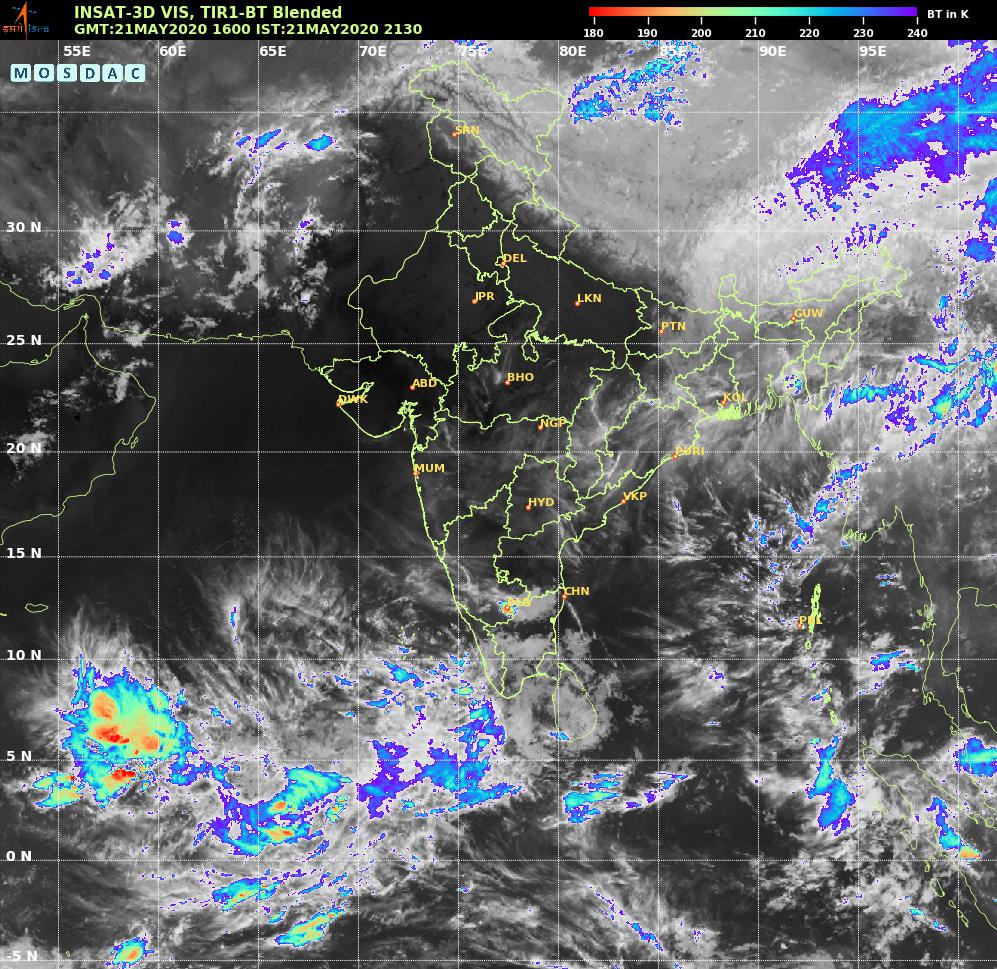 INSAT-3D VIS, TIR1-BT Blended
GMT:21MAY2020 1600 IST:21MAY2020 2130
BT in K
180 190 200 210 220 230 240
55E 60E 65E 70E 75E 80E 85E 90E 95E
MOSDAC
SRN
30 N
DEL
JPR LKN
GUW
PTN
25 N
BHO
ABD
DWK KOL
NGP
20 N PURI
MUM
HYD VKP
15 N
CHN
PBL
10 N
5 N
0 N
-5 N